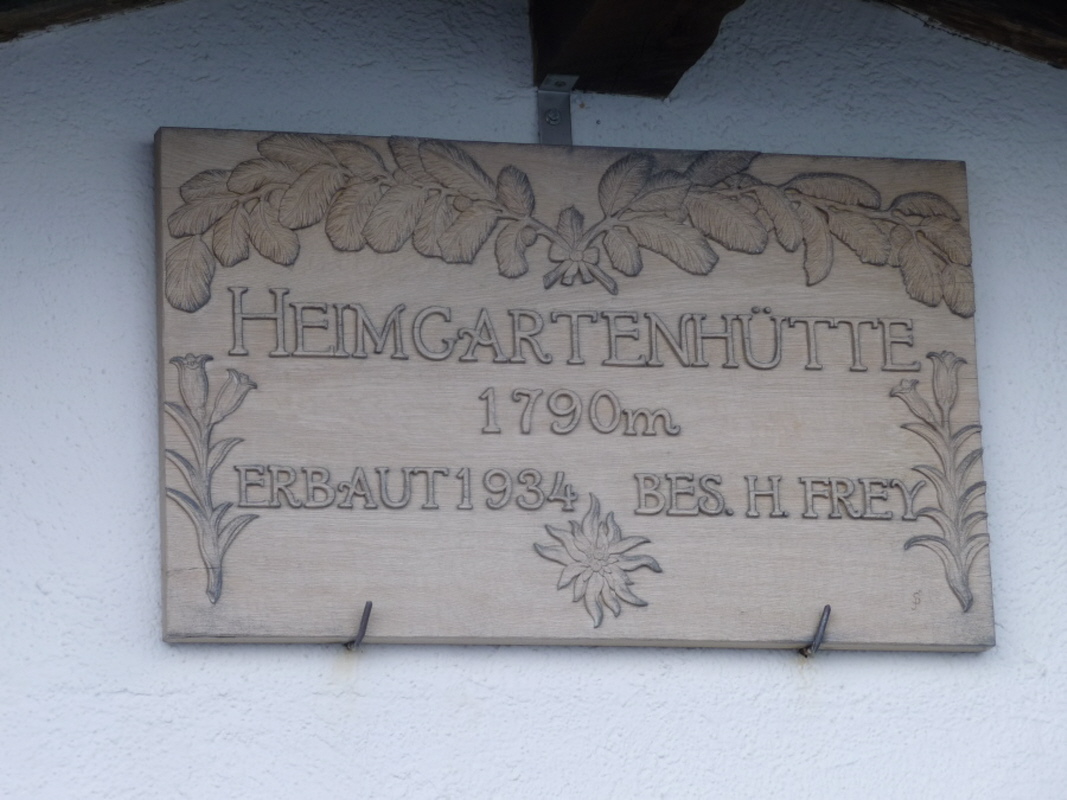 HEIMGARTENHÜTTE
1790m
ERBAUT 1934 BES. H. FREY